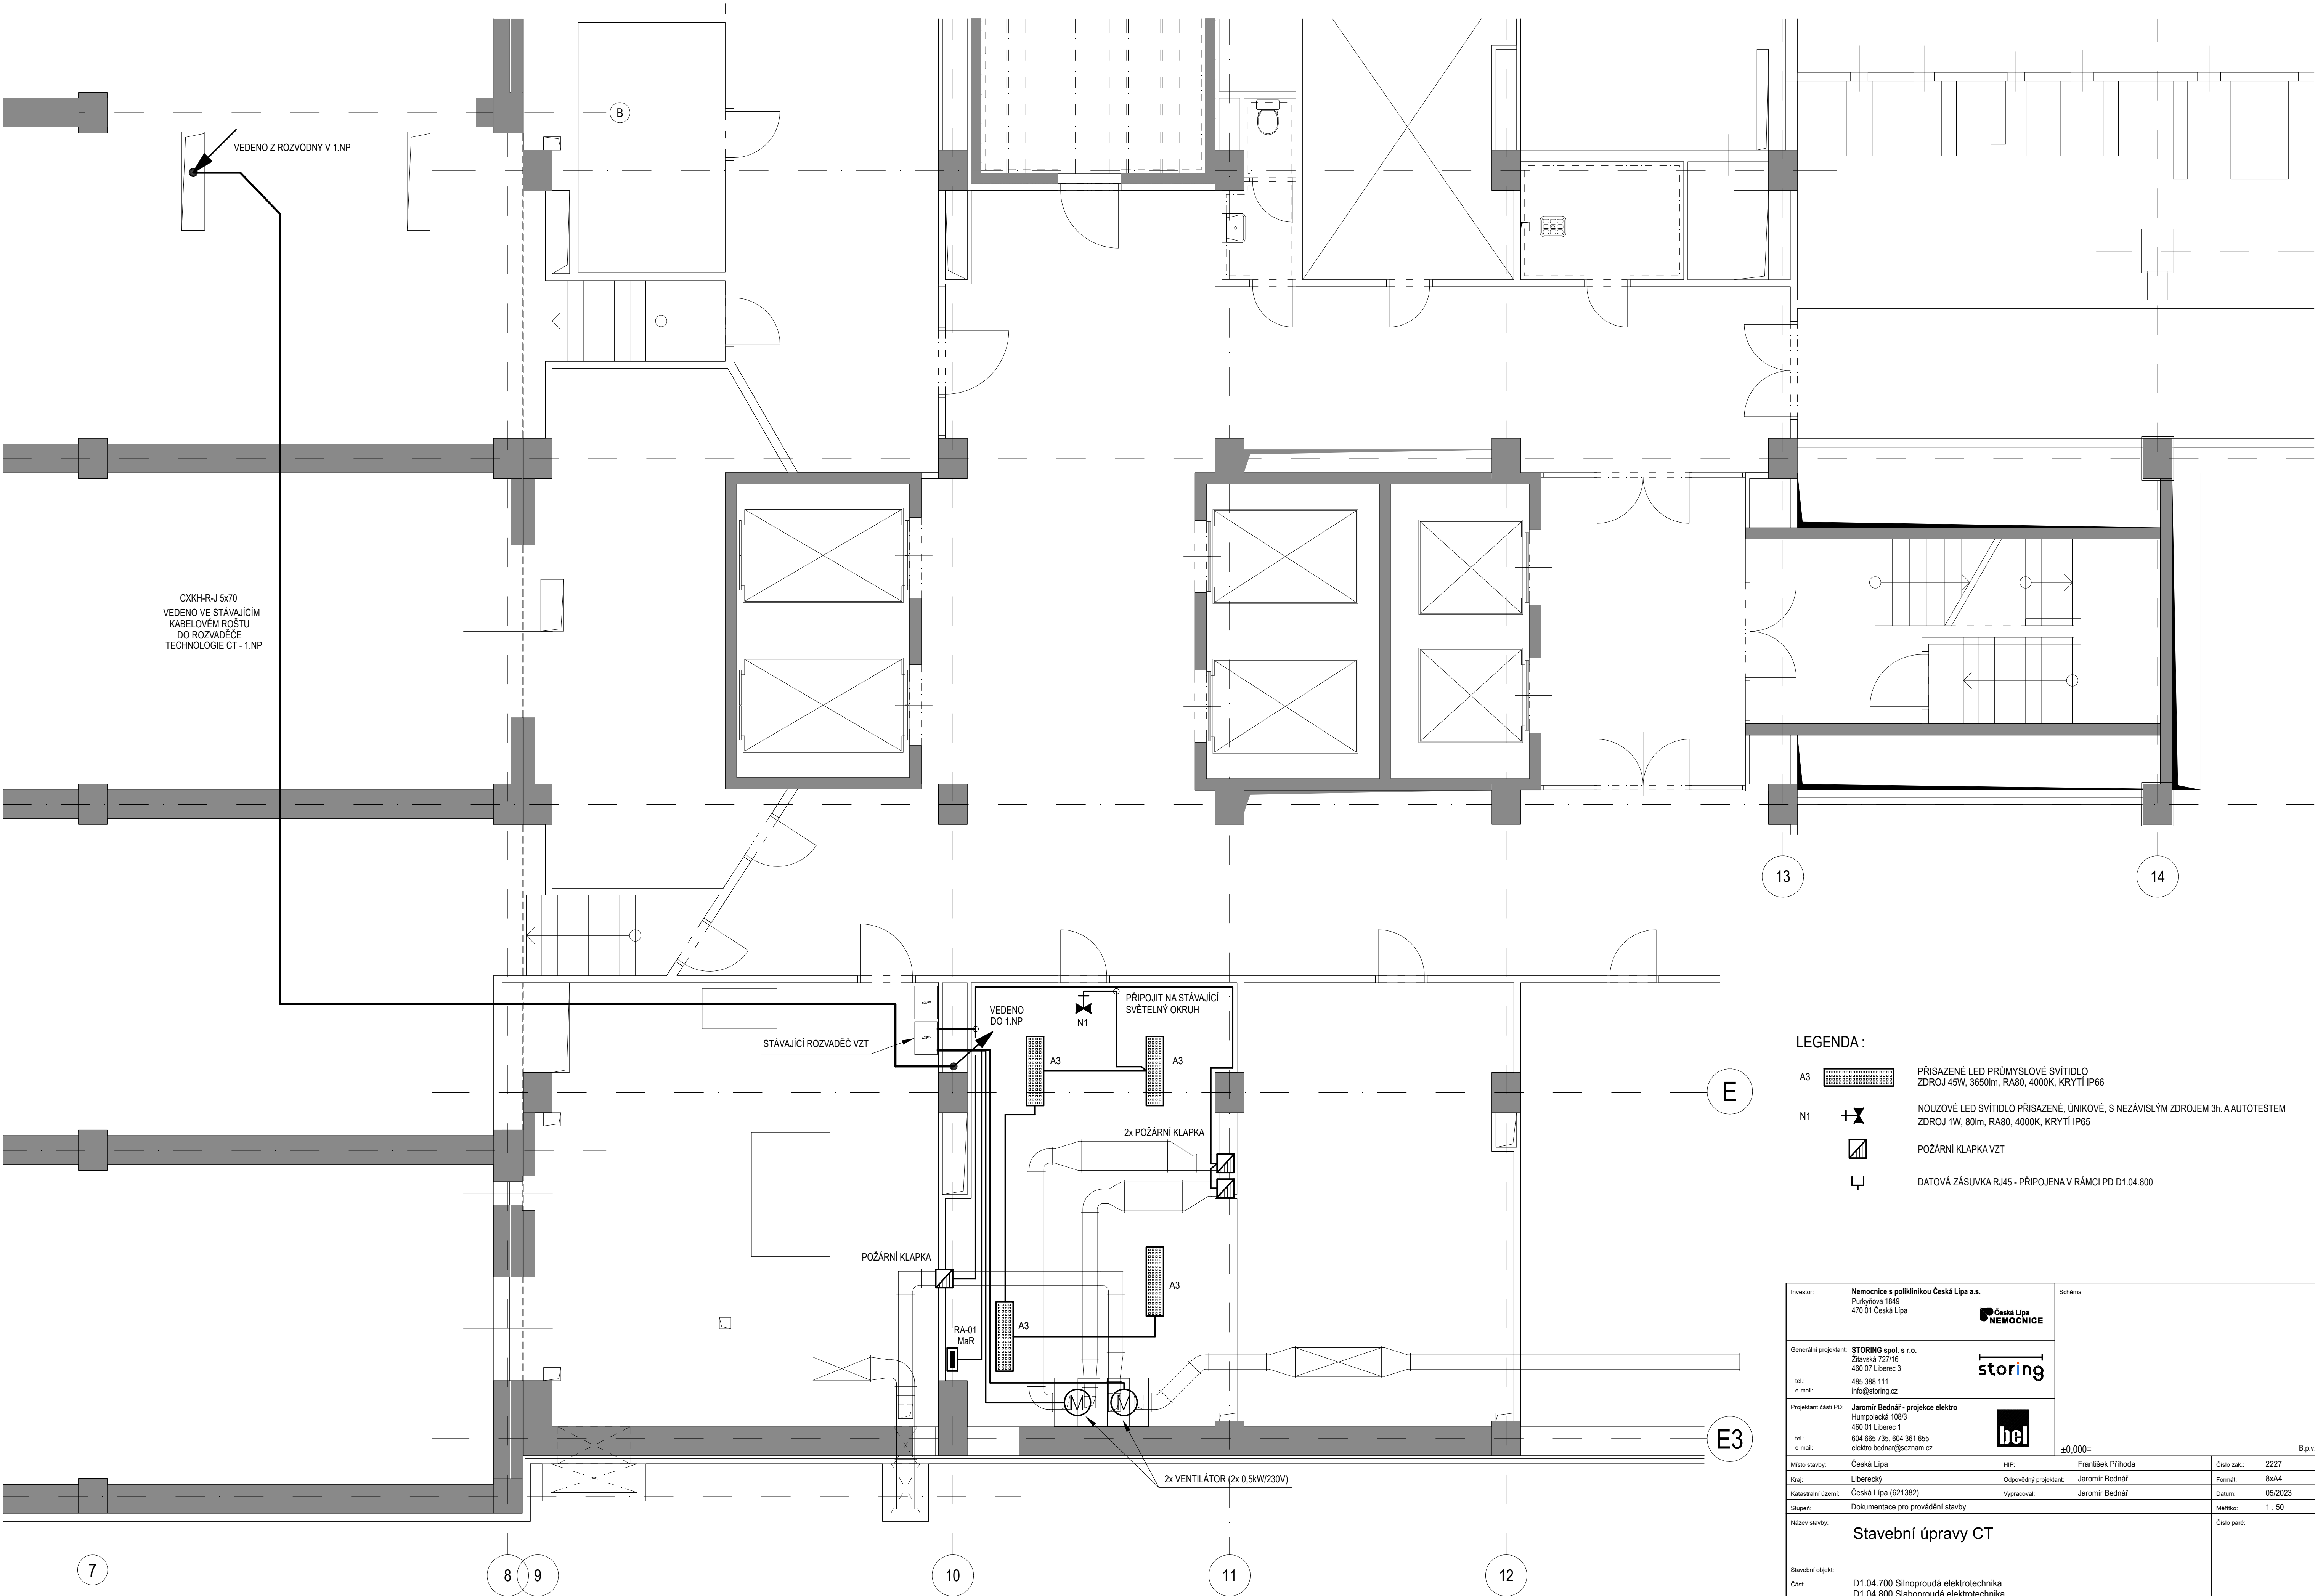 B
VEDENO Z ROZVODNY V 1.NP
CXKH-R-J 5x70
VEDENO VE STÁVAJÍCÍM
KABELOVÉM ROŠTU
DO ROZVADĚČE
TECHNOLOGIE CT - 1.NP
13
14
VEDENO
DO 1.NP
N1
PŘIPOJIT NA STÁVAJÍCÍ
SVĚTELNÝ OKRUH
STÁVAJÍCÍ ROZVADĚČ VZT
A3
A3
E
2x POŽÁRNÍ KLAPKA
POŽÁRNÍ KLAPKA
A3
A3
RA-01
MaR
M
M
E3
2x VENTILÁTOR (2x 0,5kW/230V)
7
8
9
10
11
12
LEGENDA :
A3
PŘISAZENÉ LED PRŮMYSLOVÉ SVÍTIDLO
ZDROJ 45W, 3650lm, RA80, 4000K, KRYTÍ IP66
N1
NOUZOVÉ LED SVÍTIDLO PŘISAZENÉ, ÚNIKOVÉ, S NEZÁVISLÝM ZDROJEM 3h. A AUTOTESTEM
ZDROJ 1W, 80lm, RA80, 4000K, KRYTÍ IP65
POŽÁRNÍ KLAPKA VZT
DATOVÁ ZÁSUVKA RJ45 - PŘIPOJENA V RÁMCI PD D1.04.800
Investor: Nemocnice s poliklinikou Česká Lípa a.s.
Purkyňova 1849
470 01 Česká Lípa
Česká Lípa
NEMOCNICE
Schéma
Generální projektant: STORING spol. s r.o.
Žitavská 727/16
460 07 Liberec 3
tel.: 485 388 111
e-mail: info@storing.cz
storing
Projektant části PD: Jaromír Bednář - projekce elektro
Humpolecká 108/3
460 01 Liberec 1
tel.: 604 665 735, 604 361 655
e-mail: elektro.bednar@seznam.cz
bel
±0,000= B.p.v.
Místo stavby: Česká Lípa HIP: František Příhoda Číslo zak.: 2227
Kraj: Liberecký Odpovědný projektant: Jaromír Bednář Formát: 8xA4
Katastralní území: Česká Lípa (621382) Vypracoval: Jaromír Bednář Datum: 05/2023
Stupeň: Dokumentace pro provádění stavby Měřítko: 1 : 50
Název stavby: Stavební úpravy CT Číslo paré:
Stavební objekt:
Část: D1.04.700 Silnoproudá elektrotechnika
D1.04.800 Slaboproudá elektrotechnika